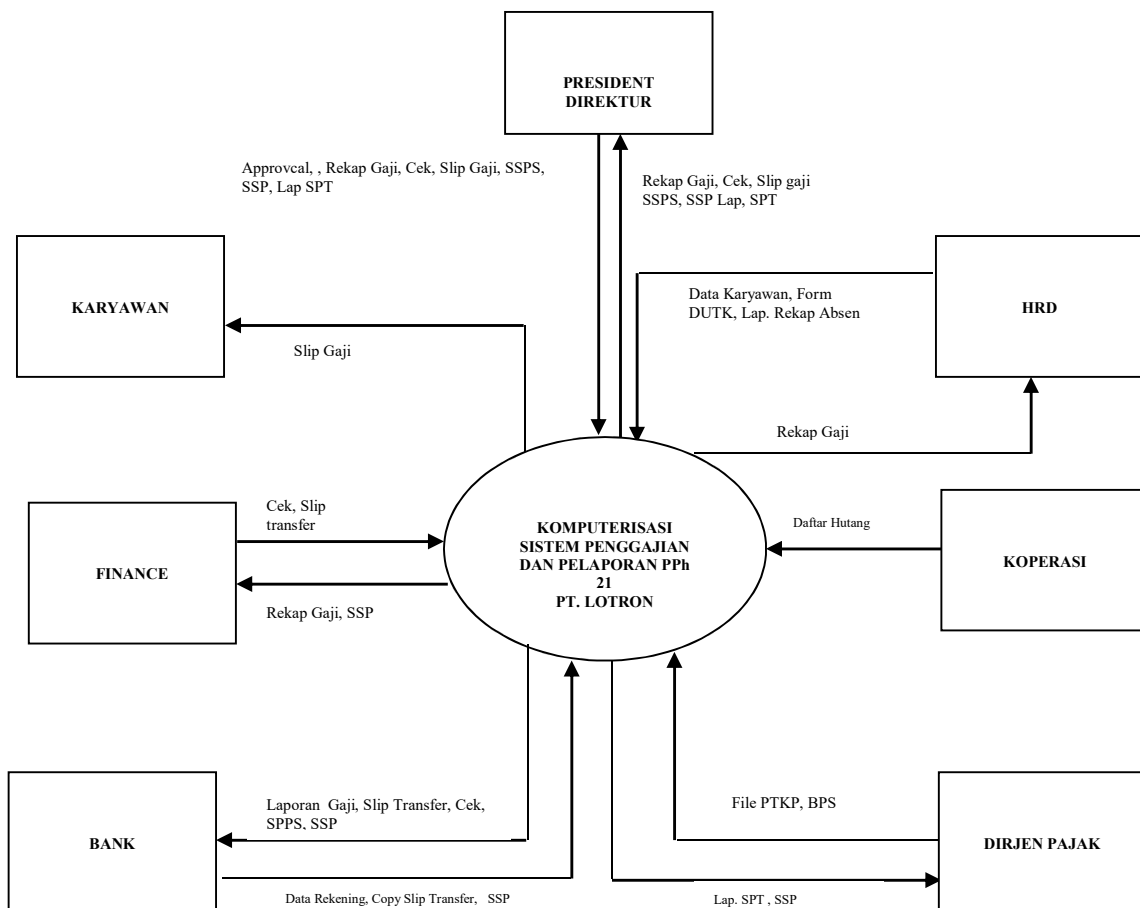 PRESIDENT
DIREKTUR
Approvcal, , Rekap Gaji, Cek, Slip Gaji, SSPS,
SSP, Lap SPT
Rekap Gaji, Cek, Slip gaji
SSPS, SSP Lap, SPT
KARYAWAN
Slip Gaji
Data Karyawan, Form
DUTK, Lap. Rekap Absen
HRD
Rekap Gaji
Cek, Slip
transfer
FINANCE
Rekap Gaji, SSP
KOMPUTERISASI
SISTEM PENGGAJIAN
DAN PELAPORAN PPh
21
PT. LOTRON
Daftar Hutang
KOPERASI
BANK
Laporan Gaji, Slip Transfer, Cek,
SPPS, SSP
Data Rekening, Copy Slip Transfer, SSP
File PTKP, BPS
DIRJEN PAJAK
Lap. SPT , SSP